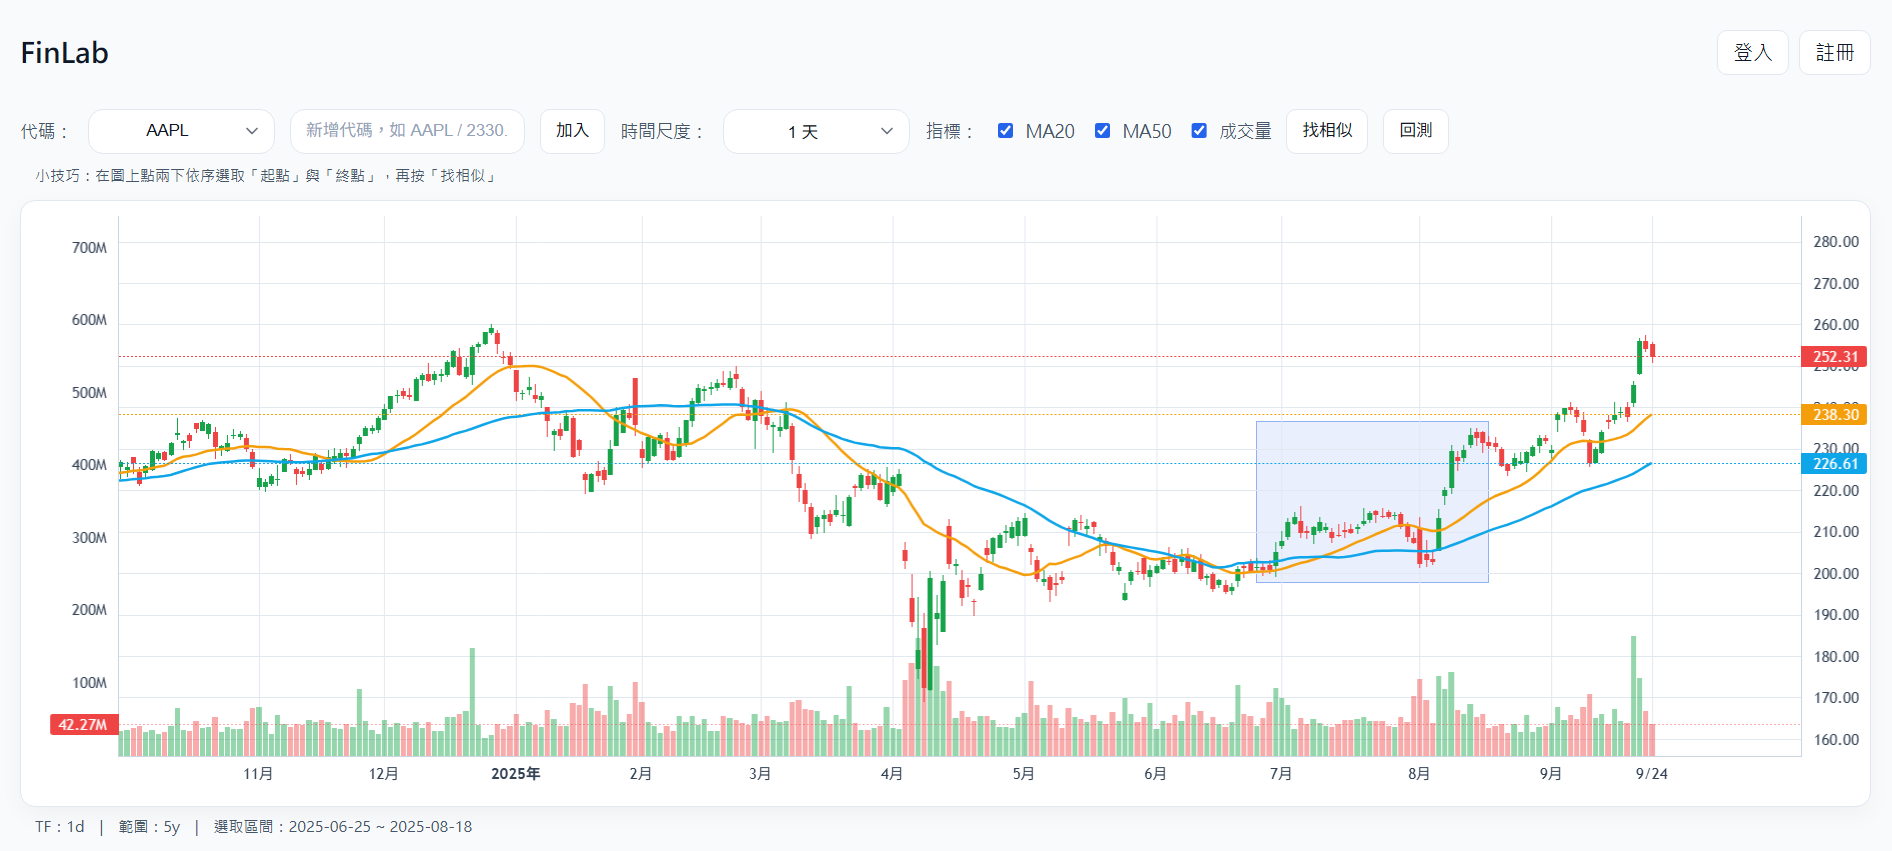 FinLab
登入 註冊
代碼： AAPL 新增代碼，如 AAPL / 2330. 加入 時間尺度： 1 天 指標： MA20 MA50 成交量 找相似 回測
小技巧：在圖上點兩下依序選取「起點」與「終點」，再按「找相似」
700M 280.00
270.00
600M 260.00
252.31
250.00
500M
240.00
238.30
230.00
400M 226.61
220.00
300M 210.00
200.00
200M 190.00
180.00
100M 170.00
42.27M 160.00
11月 12月 2025年 2月 3月 4月 5月 6月 7月 8月 9月 9/24
TF：1d | 範圍：5y | 選取區間：2025-06-25 ~ 2025-08-18